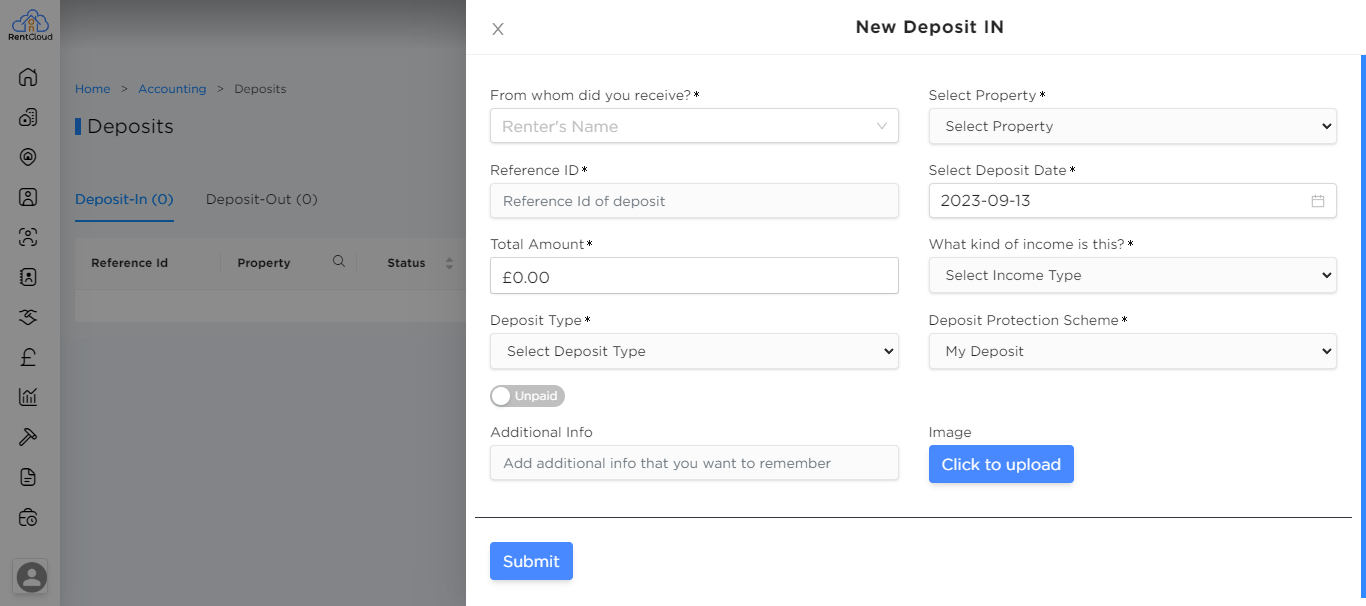 RentCloud
Home > Accounting > Deposits
Deposits
Deposit-In (0) Deposit-Out (0)
Reference Id Property Status
X New Deposit IN
From whom did you receive?* Select Property*
Renter's Name Select Property
Reference ID* Select Deposit Date*
Reference Id of deposit 2023-09-13
Total Amount* What kind of income is this?*
£0.00 Select Income Type
Deposit Type* Deposit Protection Scheme*
Select Deposit Type My Deposit
Unpaid
Additional Info Image
Add additional info that you want to remember Click to upload
Submit